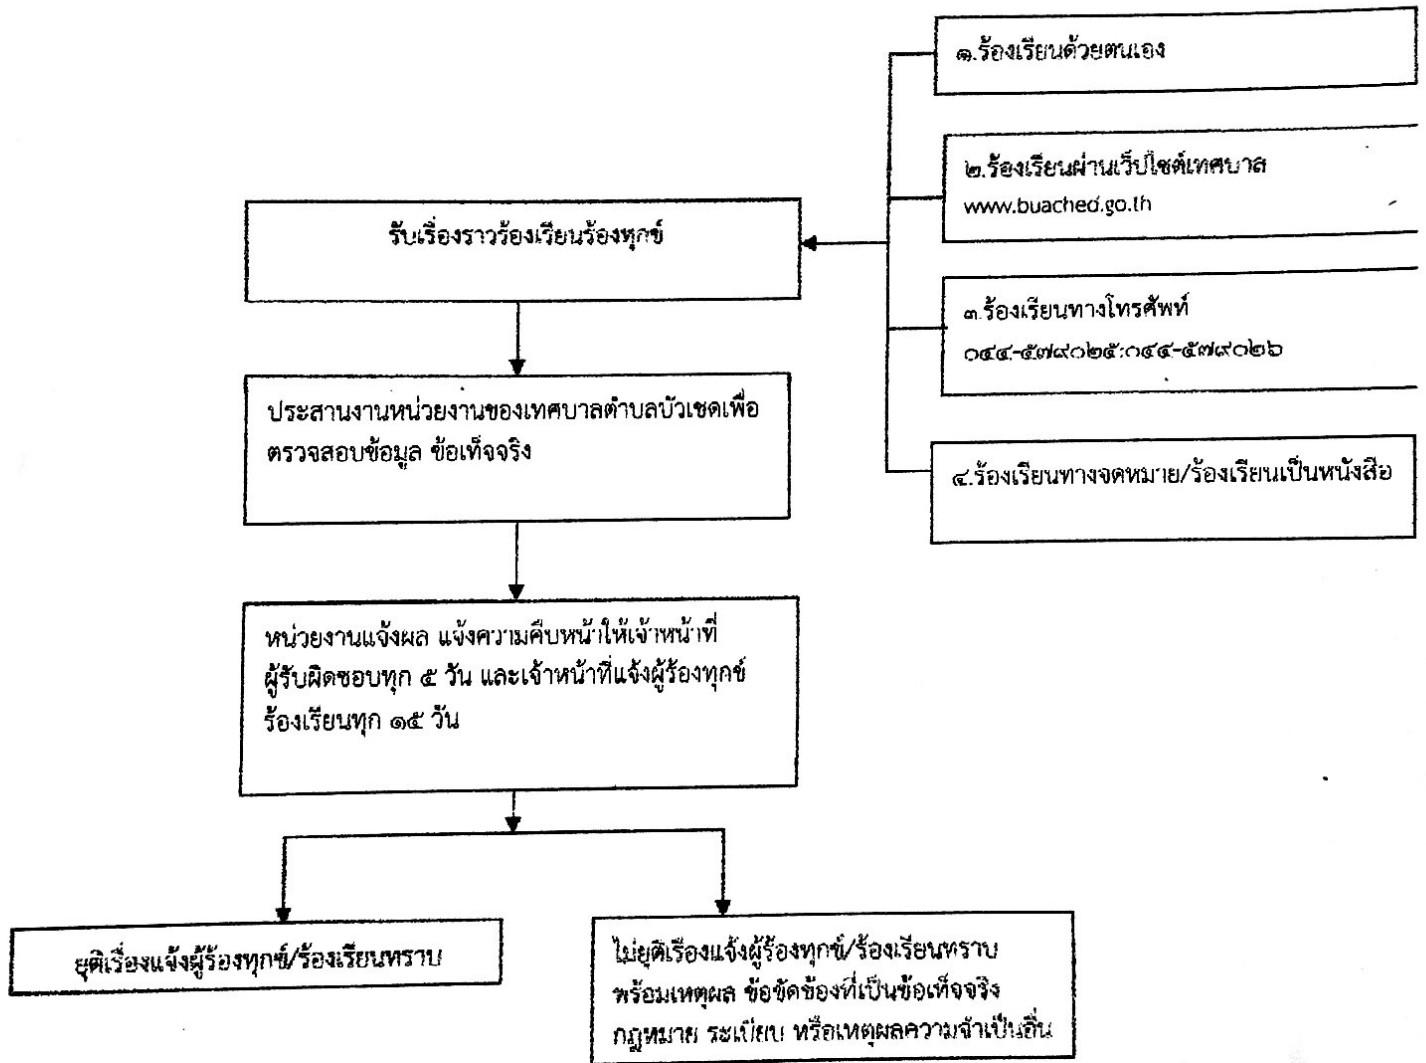 ๑.ร้องเรียนด้วยตนเอง
๒.ร้องเรียนผ่านเว็ปไซต์เทศบาล
www.buached.go.th
๓.ร้องเรียนทางโทรศัพท์
๐๔๔-๕๗๙๐๒๕:๐๔๔-๕๗๙๐๒๖
๔.ร้องเรียนทางจดหมาย/ร้องเรียนเป็นหนังสือ
รับเรื่องราวร้องเรียนร้องทุกข์
ประสานงานหน่วยงานของเทศบาลตำบลบัวเชดเพื่อ
ตรวจสอบข้อมูล ข้อเท็จจริง
หน่วยงานแจ้งผล แจ้งความคืบหน้าให้เจ้าหน้าที่
ผู้รับผิดชอบทุก ๕ วัน และเจ้าหน้าที่แจ้งผู้ร้องทุกข์
ร้องเรียนทุก ๑๕ วัน
ยุติเรื่องแจ้งผู้ร้องทุกข์/ร้องเรียนทราบ
ไม่ยุติเรื่องแจ้งผู้ร้องทุกข์/ร้องเรียนทราบ
พร้อมเหตุผล ข้อขัดข้องที่เป็นข้อเท็จจริง
กฎหมาย ระเบียบ หรือเหตุผลความจำเป็นอื่น